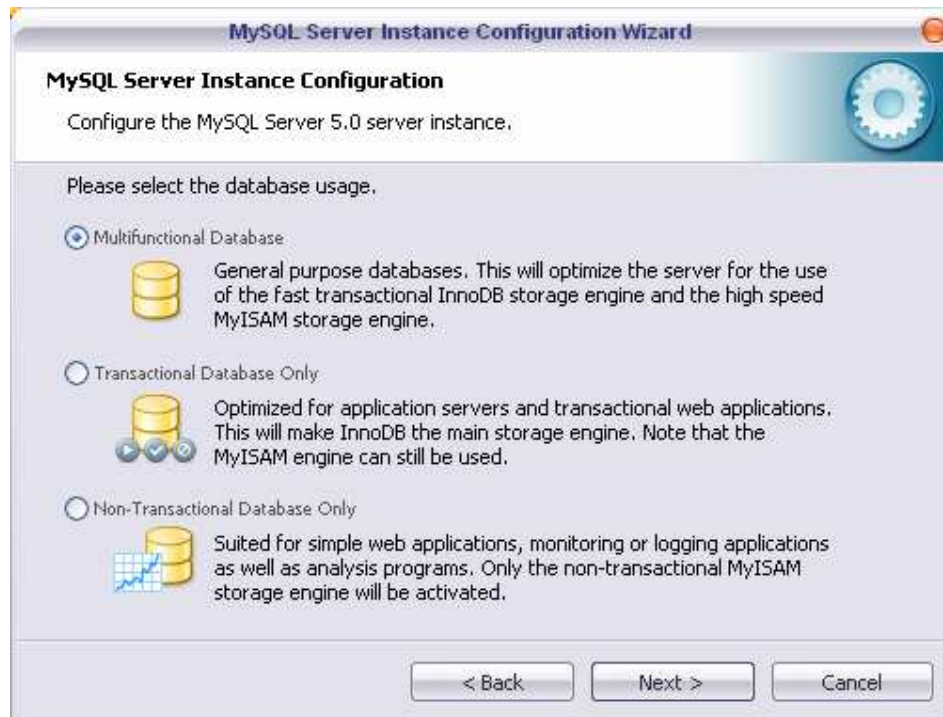 MySQL Server Instance Configuration Wizard
MySQL Server Instance Configuration
Configure the MySQL Server 5.0 server instance.
Please select the database usage.
Multifunctional Database
General purpose databases. This will optimize the server for the use
of the fast transactional InnoDB storage engine and the high speed
MyISAM storage engine.
Transactional Database Only
Optimized for application servers and transactional web applications.
This will make InnoDB the main storage engine. Note that the
MyISAM engine can still be used.
Non-Transactional Database Only
Suited for simple web applications, monitoring or logging applications
as well as analysis programs. Only the non-transactional MyISAM
storage engine will be activated.
< Back
Next >
Cancel